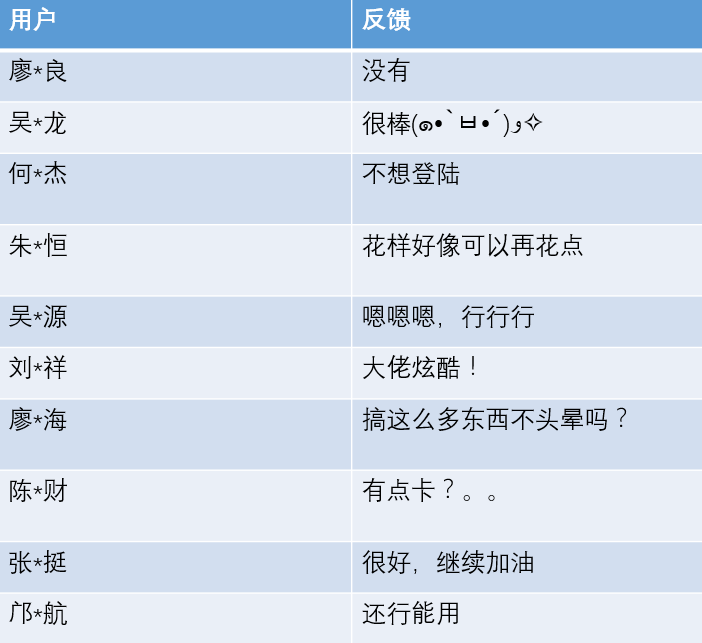 用户 反馈
廖*良 没有
吴*龙 很棒(๑•̀ㅂ•́)و✧
何*杰 不想登陆
朱*恒 花样好像可以再花点
吴*源 嗯嗯嗯，行行行
刘*祥 大佬炫酷！
廖*海 搞这么多东西不头晕吗？
陈*财 有点卡？。。
张*挺 很好，继续加油
邝*航 还行能用